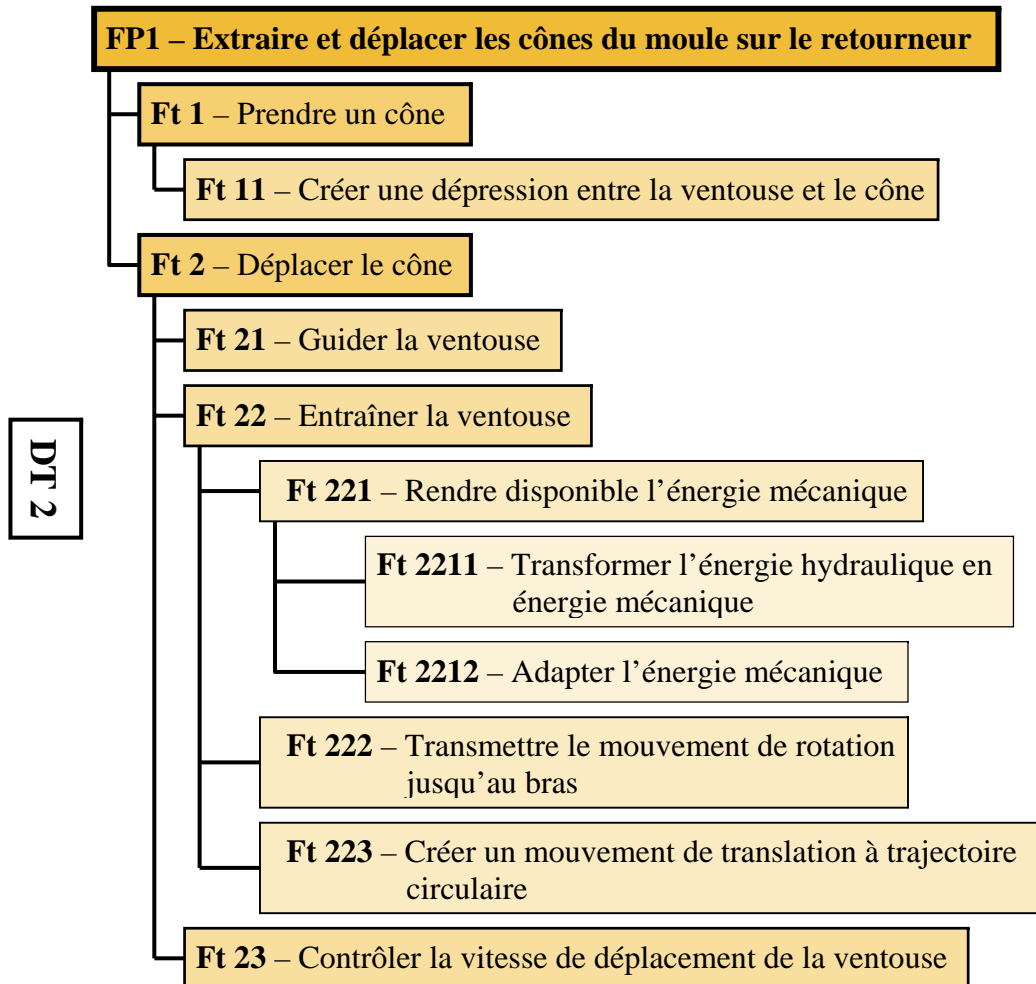 FP1 – Extraire et déplacer les cônes du moule sur le retourneur
Ft 1 – Prendre un cône
Ft 11 – Créer une dépression entre la ventouse et le cône
Ft 2 – Déplacer le cône
Ft 21 – Guider la ventouse
Ft 22 – Entraîner la ventouse
DT 2
Ft 221 – Rendre disponible l’énergie mécanique
Ft 2211 – Transformer l’énergie hydraulique en
énergie mécanique
Ft 2212 – Adapter l’énergie mécanique
Ft 222 – Transmettre le mouvement de rotation
jusqu’au bras
Ft 223 – Créer un mouvement de translation à trajectoire
circulaire
Ft 23 – Contrôler la vitesse de déplacement de la ventouse